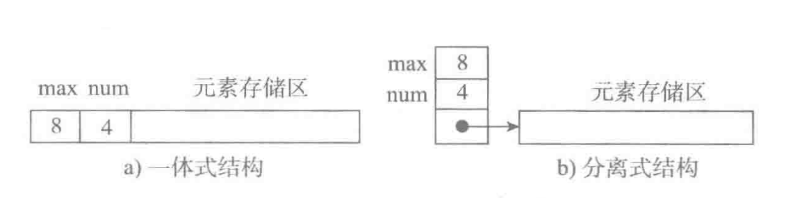 max num 元素存储区
8 4
a) 一体式结构
max 8
num 4
元素存储区
b) 分离式结构